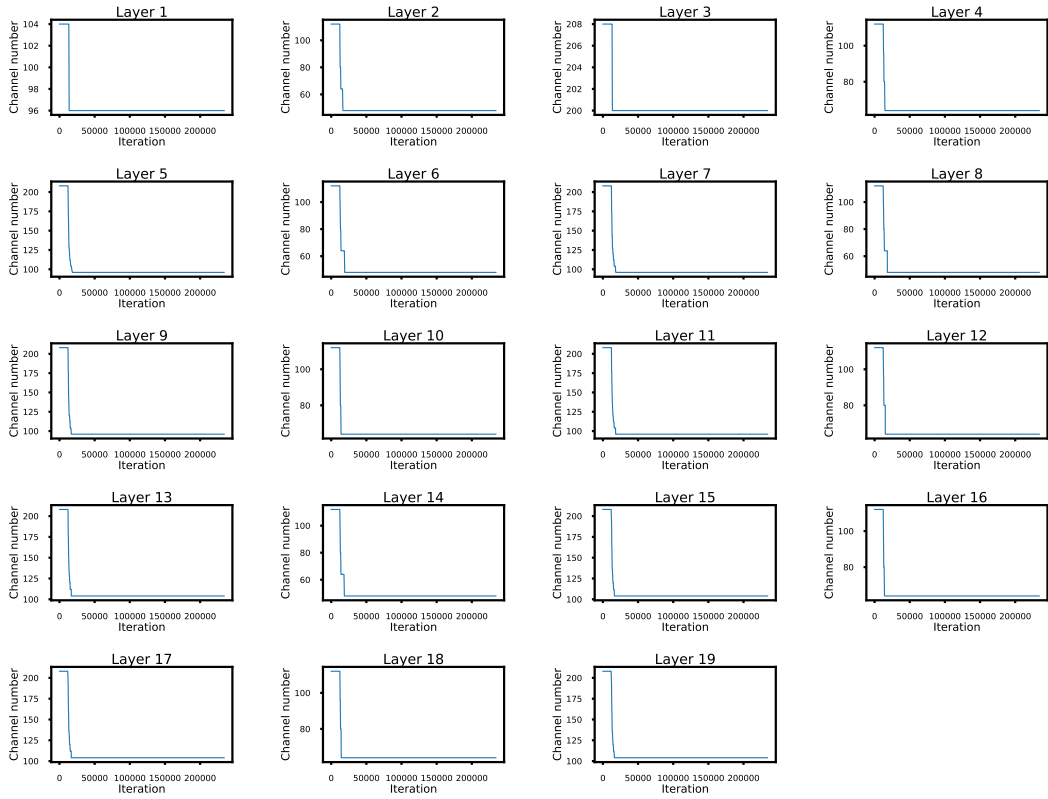 Layer 1
Channel number
104
102
100
98
96
0 50000 100000 150000 200000
Iteration
Layer 2
Channel number
100
80
60
0 50000 100000 150000 200000
Iteration
Layer 3
Channel number
208
206
204
202
200
0 50000 100000 150000 200000
Iteration
Layer 4
Channel number
100
80
0 50000 100000 150000 200000
Iteration
Layer 5
Channel number
200
175
150
125
100
0 50000 100000 150000 200000
Iteration
Layer 6
Channel number
100
80
60
0 50000 100000 150000 200000
Iteration
Layer 7
Channel number
200
175
150
125
100
0 50000 100000 150000 200000
Iteration
Layer 8
Channel number
100
80
60
0 50000 100000 150000 200000
Iteration
Layer 9
Channel number
200
175
150
125
100
0 50000 100000 150000 200000
Iteration
Layer 10
Channel number
100
80
0 50000 100000 150000 200000
Iteration
Layer 11
Channel number
200
175
150
125
100
0 50000 100000 150000 200000
Iteration
Layer 12
Channel number
100
80
0 50000 100000 150000 200000
Iteration
Layer 13
Channel number
200
175
150
125
100
0 50000 100000 150000 200000
Iteration
Layer 14
Channel number
100
80
60
0 50000 100000 150000 200000
Iteration
Layer 15
Channel number
200
175
150
125
100
0 50000 100000 150000 200000
Iteration
Layer 16
Channel number
100
80
0 50000 100000 150000 200000
Iteration
Layer 17
Channel number
200
175
150
125
100
0 50000 100000 150000 200000
Iteration
Layer 18
Channel number
100
80
0 50000 100000 150000 200000
Iteration
Layer 19
Channel number
200
175
150
125
100
0 50000 100000 150000 200000
Iteration